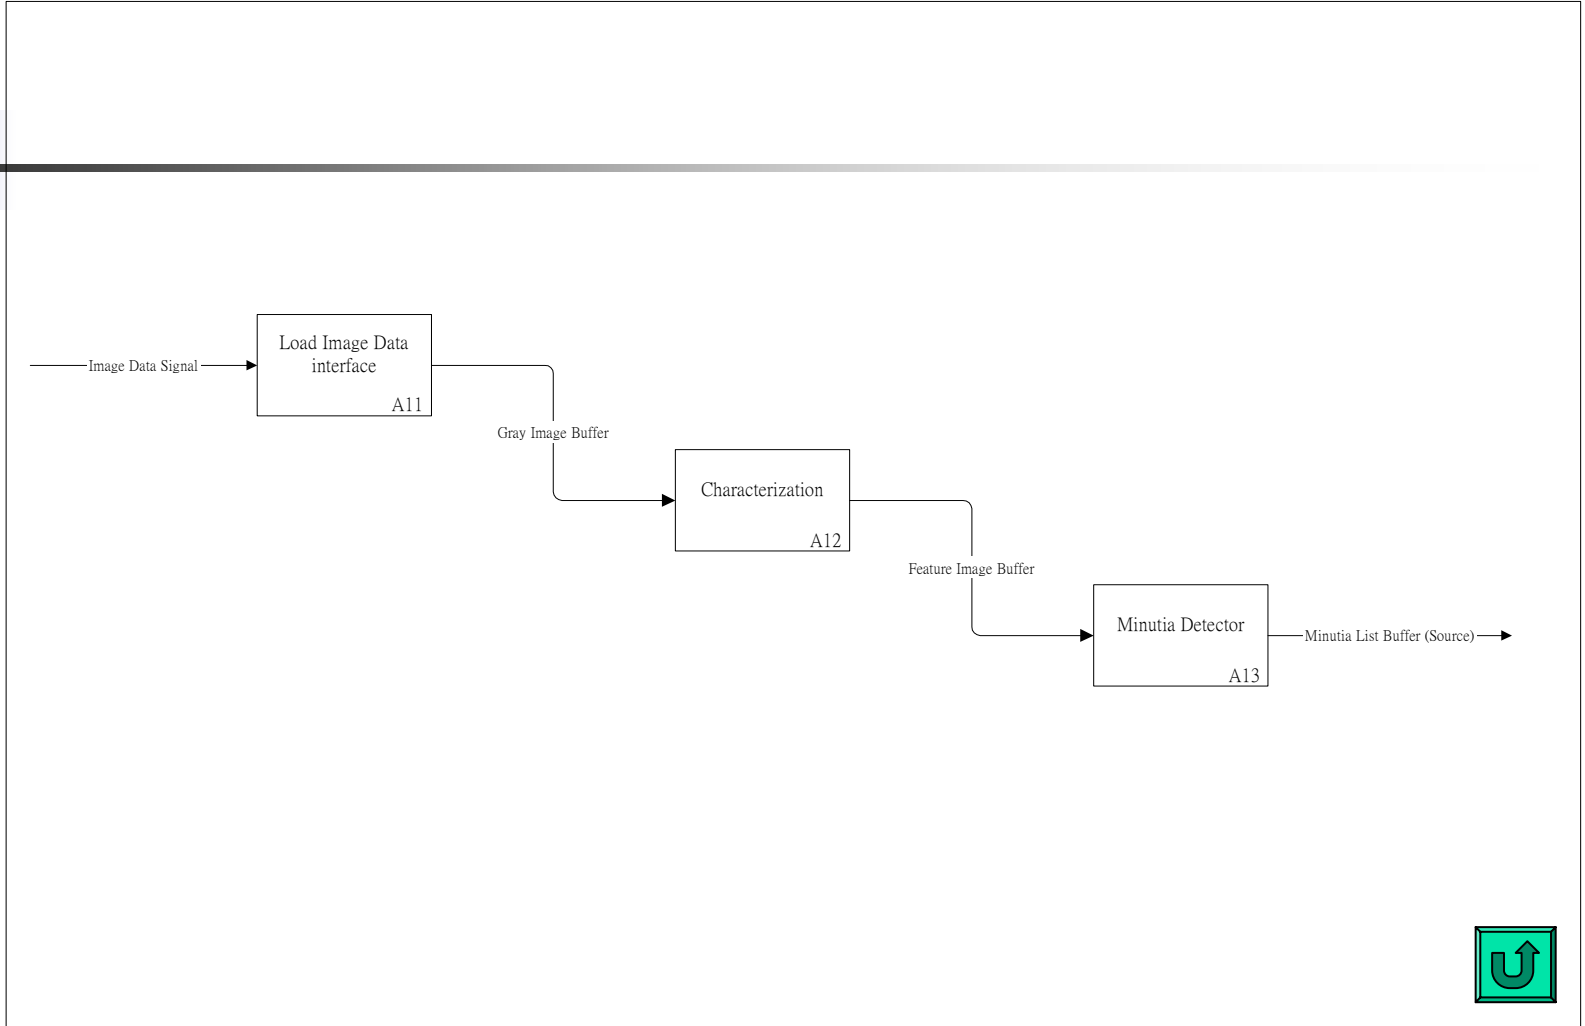 Load Image Data
interface
Image Data Signal
A11
Gray Image Buffer
Characterization
A12
Feature Image Buffer
Minutia Detector
Minutia List Buffer (Source)
A13